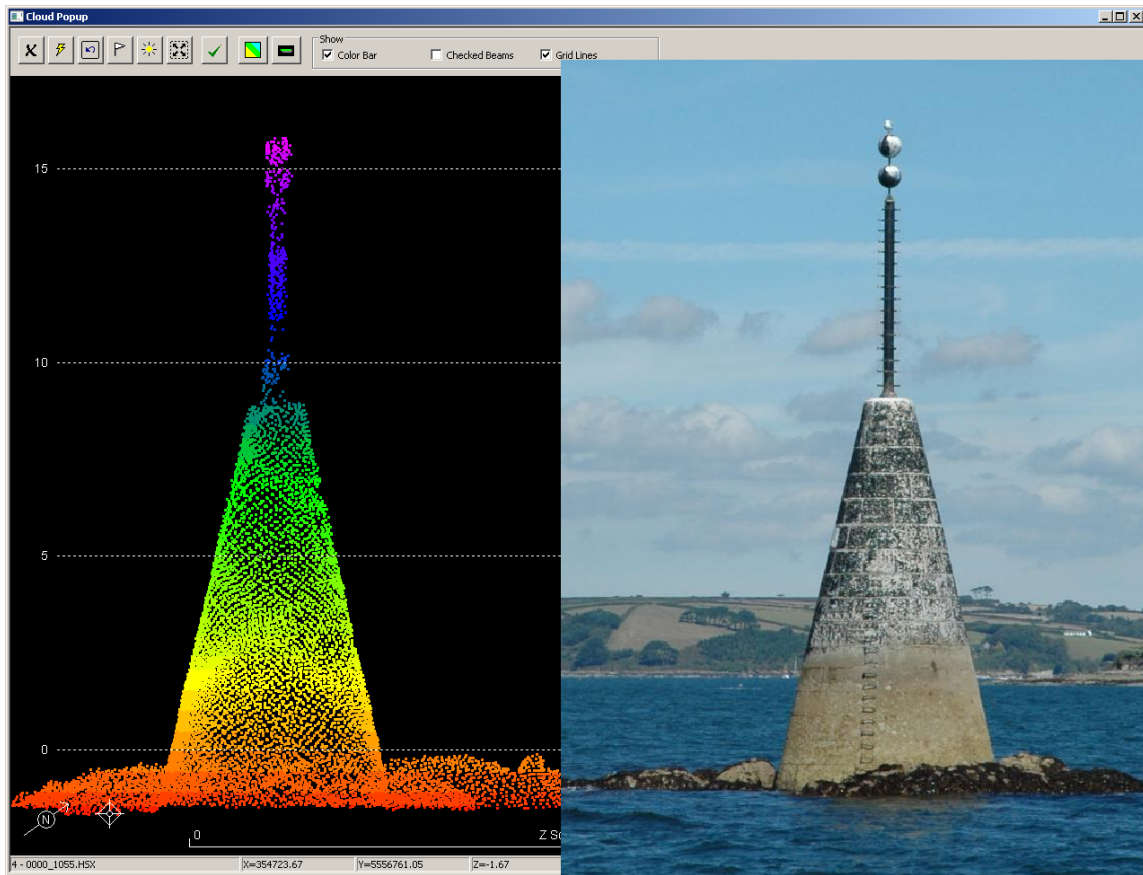 Cloud Popup
Show
Color Bar
Checked Beams
Grid Lines
15
10
5
0
N
0
4 - 0000_1055.HSX
X=354723.67
Y=5556761.05
Z=-1.67